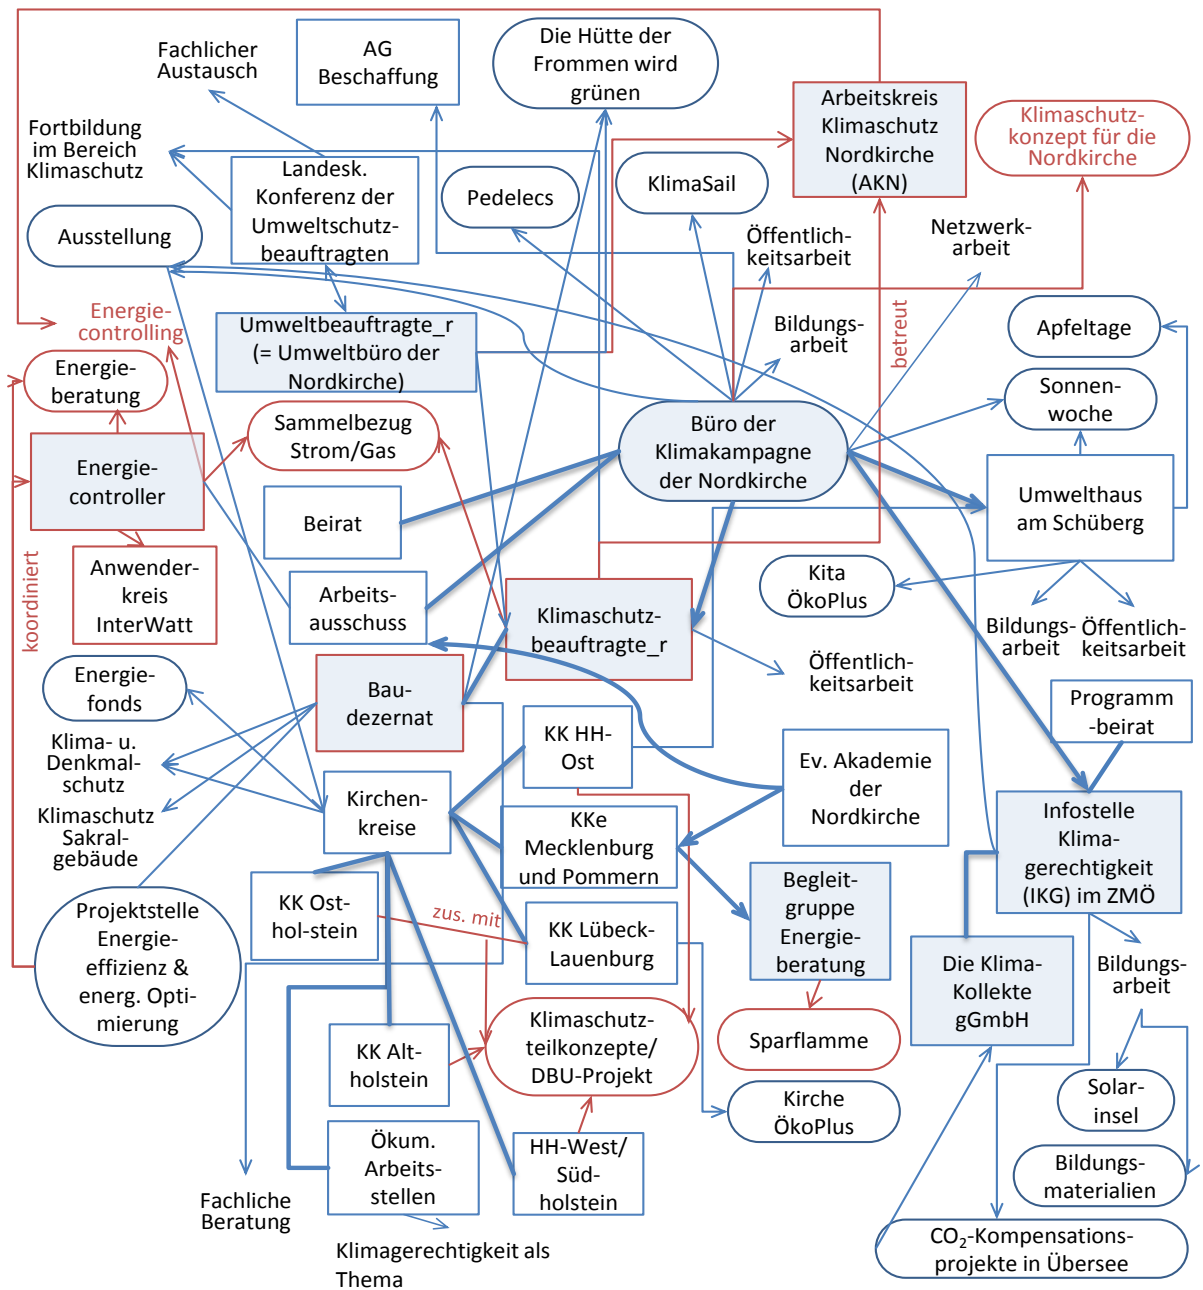 Die Hütte der
Frommen wird
grünen
Fachlicher
Austausch
AG
Beschaffung
Arbeitskreis
Klimaschutz
Nordkirche
(AKN)
Klimaschutz-
konzept für die
Nordkirche
Fortbildung
im Bereich
Klimaschutz
Landesk.
Konferenz der
Umweltschutz-
beauftragten
Pedelecs
KlimaSail
Ausstellung
Öffentlich-
keitsarbeit
Netzwerk-
arbeit
Energie-
controlling
Umweltbeauftragte_r
(= Umweltbüro der
Nordkirche)
Bildungs-
arbeit
betreut
Apfeltage
Energie-
beratung
Sonnen-
woche
Sammelbezug
Strom/Gas
Büro der
Klimakampagne
der Nordkirche
Energie-
controller
Umwelthaus
am Schüberg
Beirat
Anwender-
kreis
InterWatt
koordiniert
Arbeits-
ausschuss
Klimaschutz-
beauftragte_r
Kita
ÖkoPlus
Bildungs-
arbeit
Öffentlich-
keitsarbeit
Öffentlich-
keitsarbeit
Energie-
fonds
Bau-
dezernat
Programm
-beirat
KK HH-
Ost
Ev. Akademie
der
Nordkirche
Klima- u.
Denkmal-
schutz
Kirchen-
kreise
Klimaschutz
Sakral-
gebäude
KKe
Mecklenburg
und Pommern
Infostelle
Klima-
gerechtigkeit
(IKG) im ZMÖ
Begleit-
gruppe
Energie-
beratung
KK Ost-
hol-stein
zus. mit
KK Lübeck-
Lauenburg
Projektstelle
Energie-
effizienz &
energ. Opti-
mierung
Die Klima-
Kollekte
gGmbH
Bildungs-
arbeit
KK Alt-
holstein
Klimaschutz-
teilkonzepte/
DBU-Projekt
Sparflamme
Solar-
insel
Kirche
ÖkoPlus
Ökum.
Arbeits-
stellen
HH-West/
Süd-
holstein
Bildungs-
materialien
Fachliche
Beratung
Klimagerechtigkeit als
Thema
CO₂-Kompensations-
projekte in Übersee